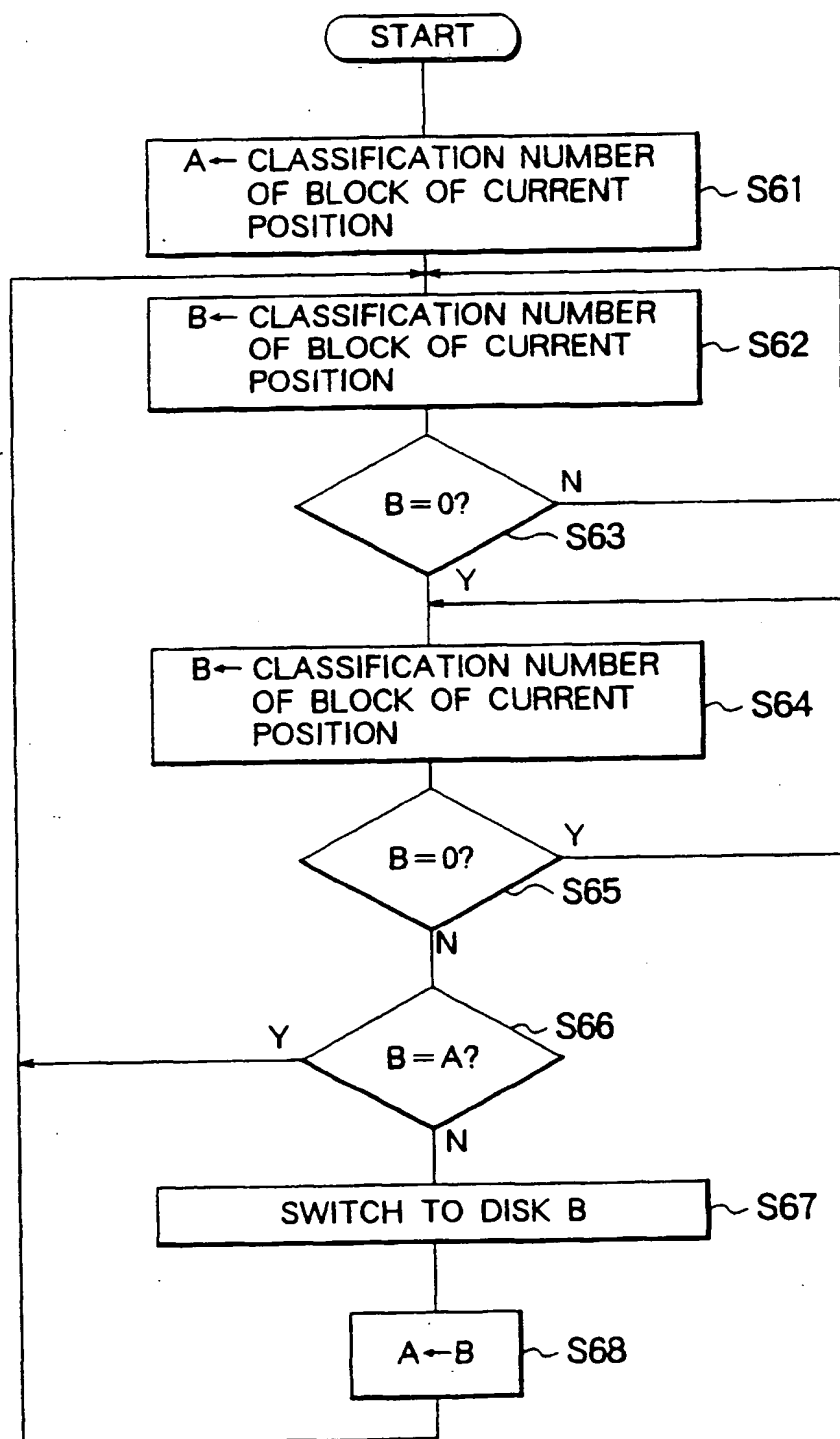 START
A← CLASSIFICATION NUMBER
OF BLOCK OF CURRENT
POSITION
S61
B← CLASSIFICATION NUMBER
OF BLOCK OF CURRENT
POSITION
S62
B=0?
N
S63
Y
B← CLASSIFICATION NUMBER
OF BLOCK OF CURRENT
POSITION
S64
B=0?
Y
S65
N
Y
B=A?
S66
N
SWITCH TO DISK B
S67
A←B
S68